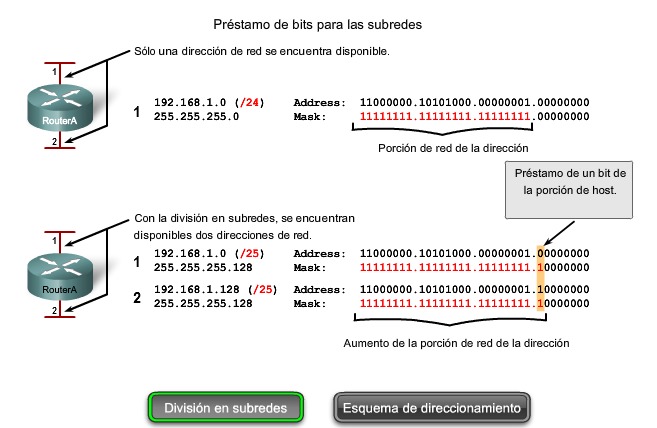 Préstamo de bits para las subredes
Sólo una dirección de red se encuentra disponible.
1
RouterA
2
1 192.168.1.0 (/24) Address: 11000000.10101000.00000001.00000000
255.255.255.0 Mask: 11111111.11111111.11111111.00000000
Porción de red de la dirección
Préstamo de un bit de
la porción de host.
Con la división en subredes, se encuentran
disponibles dos direcciones de red.
1
RouterA
2
1 192.168.1.0 (/25) Address: 11000000.10101000.00000001.00000000
255.255.255.128 Mask: 11111111.11111111.11111111.10000000
2 192.168.1.128 (/25) Address: 11000000.10101000.00000001.10000000
255.255.255.128 Mask: 11111111.11111111.11111111.10000000
Aumento de la porción de red de la dirección
División en subredes
Esquema de direccionamiento